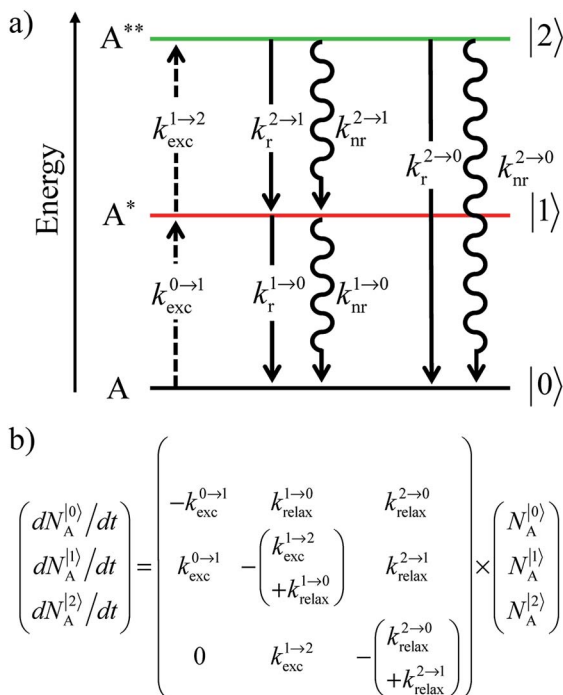 a)
A** |2⟩
k_exc^{1→2} k_r^{2→1} k_nr^{2→1} k_r^{2→0} k_nr^{2→0}
Energy
A* |1⟩
k_exc^{0→1} k_r^{1→0} k_nr^{1→0}
A |0⟩
b)
dN_A^{|0⟩}/dt −k_exc^{0→1} k_relax^{1→0} k_relax^{2→0} N_A^{|0⟩}
dN_A^{|1⟩}/dt = k_exc^{0→1} −(k_exc^{1→2} +k_relax^{1→0}) k_relax^{2→1} × N_A^{|1⟩}
dN_A^{|2⟩}/dt 0 k_exc^{1→2} −(k_relax^{2→0} +k_relax^{2→1}) N_A^{|2⟩}